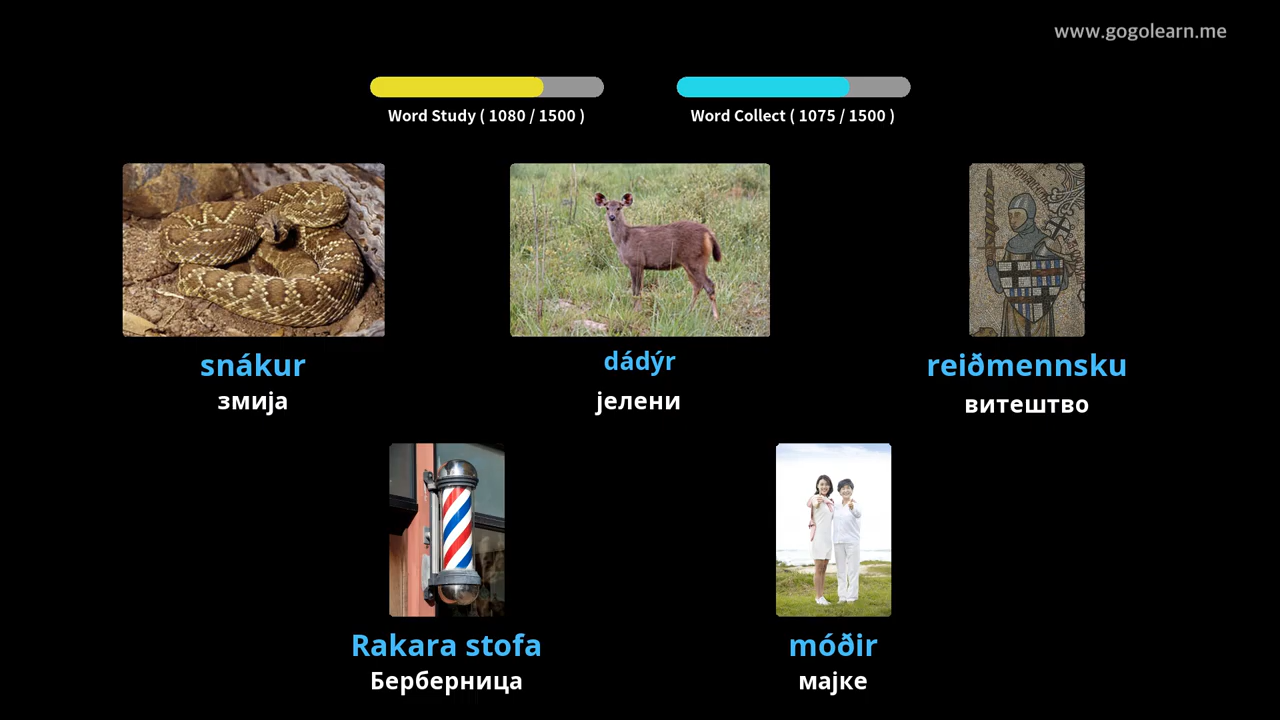 www.gogolearn.me
Word Study ( 1080 / 1500 )
Word Collect ( 1075 / 1500 )
snákur
змија
dádýr
јелени
reiðmennsku
витештво
Rakara stofa
Берберница
móðir
мајке